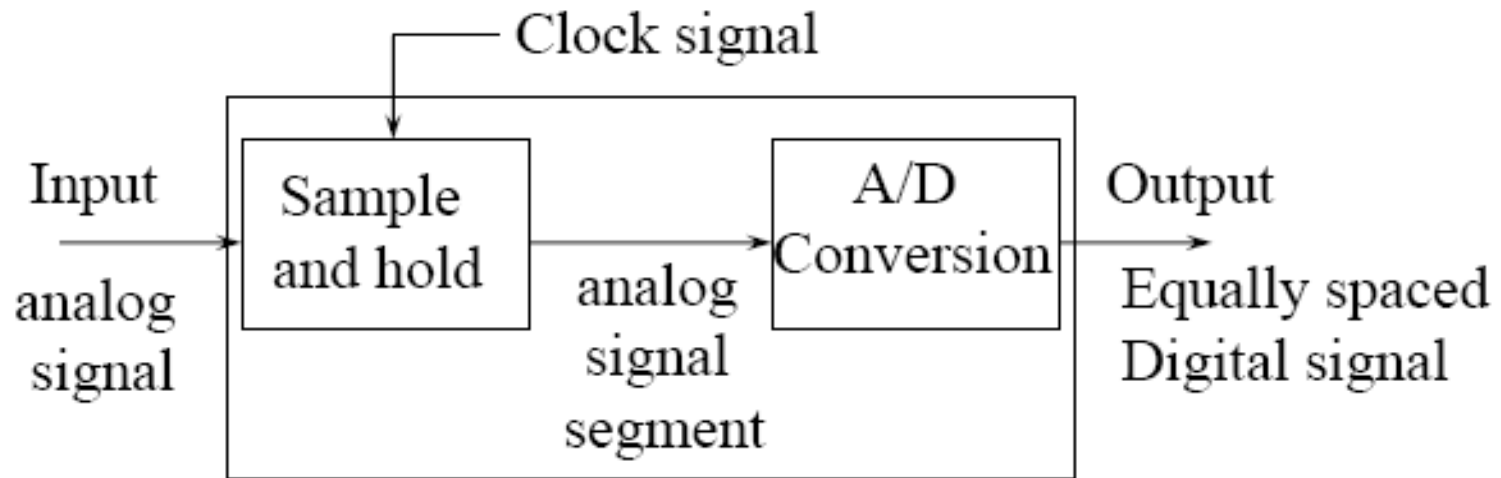 Clock signal
Input
analog
signal
Sample
and hold
analog
signal
segment
A/D
Conversion
Output
Equally spaced
Digital signal